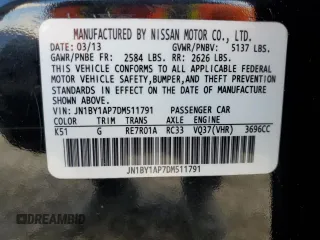 MANUFACTURED BY NISSAN MOTOR CO., LTD.
DATE: 03/13 GVWR/PNBV: 5137 LBS.
GAWR/PNBE FR: 2584 LBS. RR: 2626 LBS.
THIS VEHICLE CONFORMS TO ALL APPLICABLE FEDERAL
MOTOR VEHICLE SAFETY, BUMPER, AND THEFT PREVENTION
STANDARDS IN EFFECT ON THE DATE OF MANUFACTURE
SHOWN ABOVE.
VIN: JN1BY1AP7DM511791 PASSENGER CAR
COLOR TRIM TRANS AXLE ENGINE
K51 G RE7R01A RC33 VQ37(VHR) 3696CC
JN1BY1AP7DM511791
DREAMBID